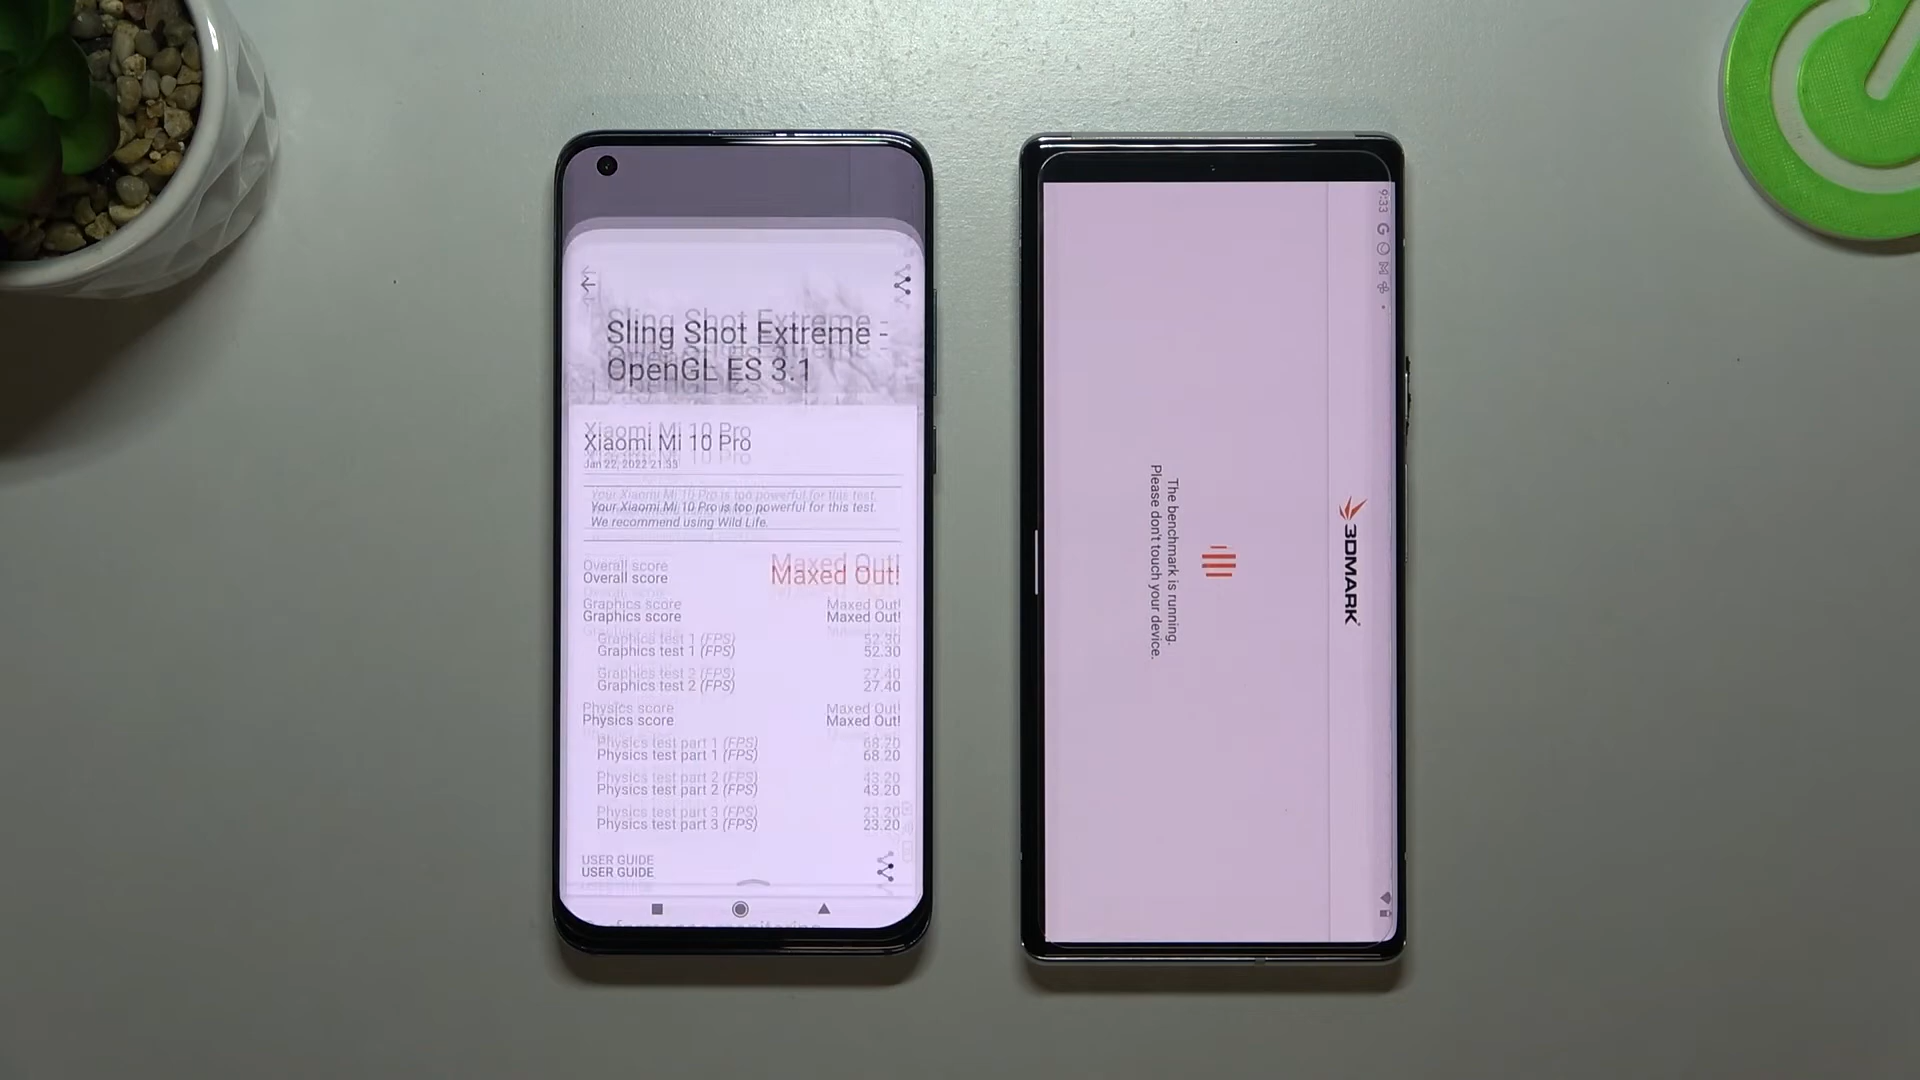 Sling Shot Extreme -
OpenGL ES 3.1
Xiaomi Mi 10 Pro
Jan 22, 2022 21:33
Your Xiaomi Mi 10 Pro is too powerful for this test.
We recommend using Wild Life.
Overall score Maxed Out!
Graphics score Maxed Out!
Graphics test 1 (FPS) 52.30
Graphics test 2 (FPS) 27.40
Physics score Maxed Out!
Physics test part 1 (FPS) 68.20
Physics test part 2 (FPS) 43.20
Physics test part 3 (FPS) 23.20
USER GUIDE
9:33
3DMARK
The benchmark is running.
Please don't touch your device.